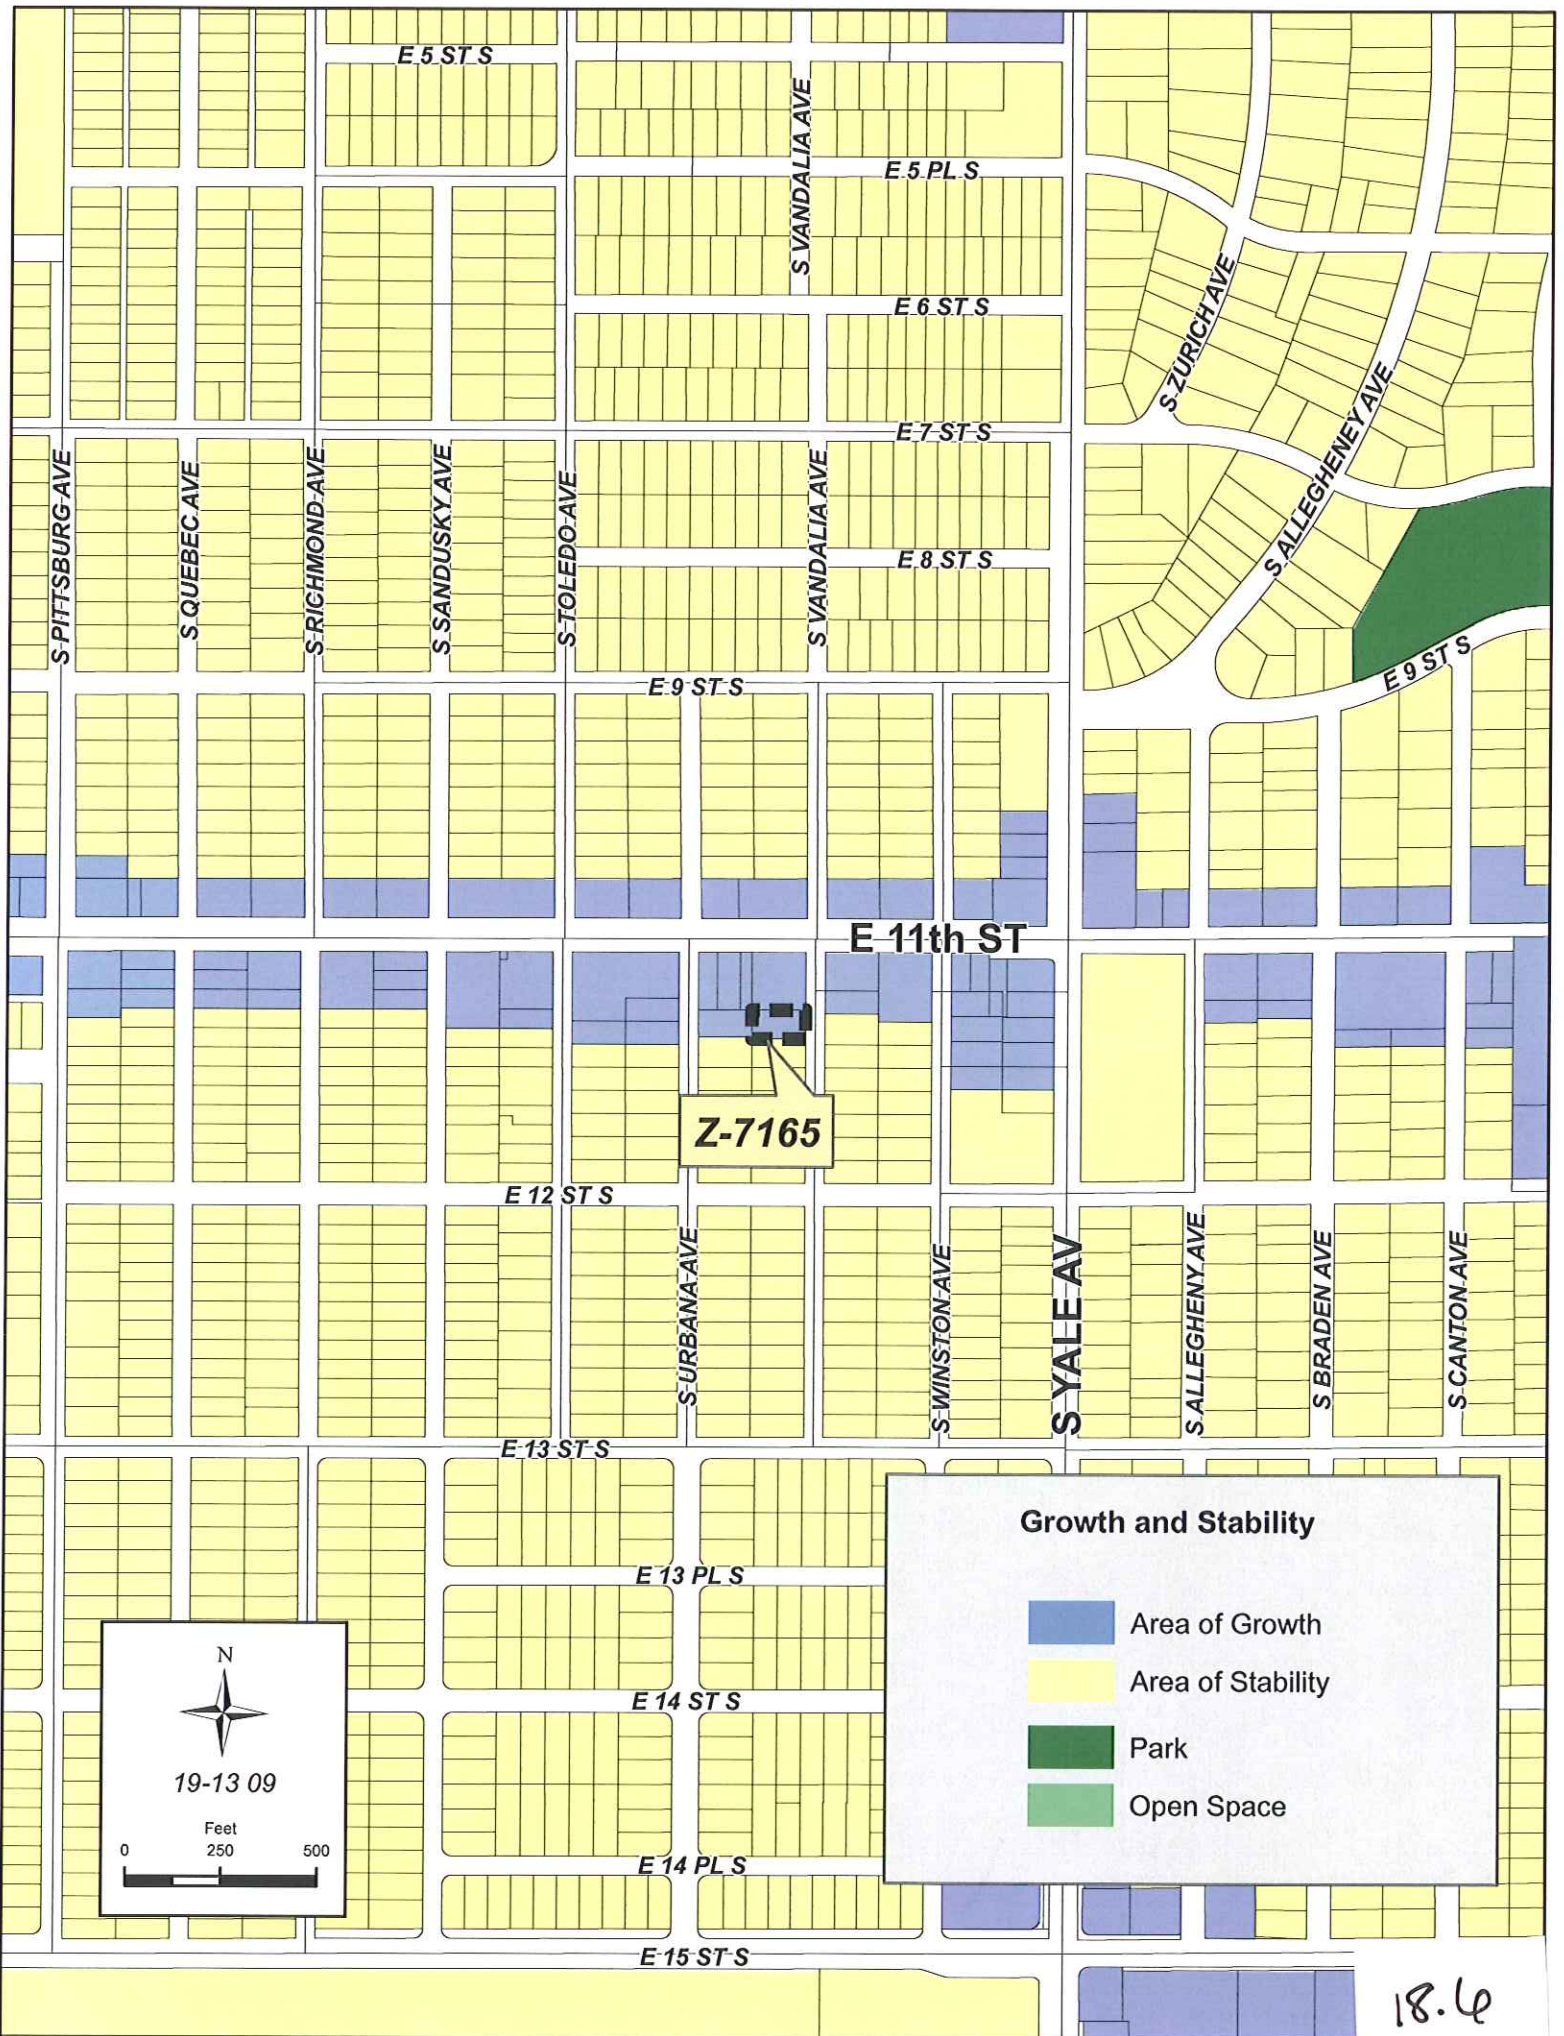 E 5 ST S
S VANDALIA AVE
E 5 PL S
E 6 ST S
S ZURICH AVE
S ALLEGHENEY AVE
E 7 ST S
S PITTSBURG AVE
S QUEBEC AVE
S RICHMOND AVE
S SANDUSKY AVE
S TOLEDO AVE
S VANDALIA AVE
E 8 ST S
E 9 ST S
E 9 ST S
E 11th ST
Z-7165
E 12 ST S
S URBANA AVE
S WINSTON AVE
S YALE AV
S ALLEGHENY AVE
S BRADEN AVE
S CANTON AVE
E 13 ST S
Growth and Stability
Area of Growth
Area of Stability
Park
Open Space
E 13 PL S
E 14 ST S
N
19-13 09
Feet
0 250 500
E 14 PL S
E 15 ST S
18.6